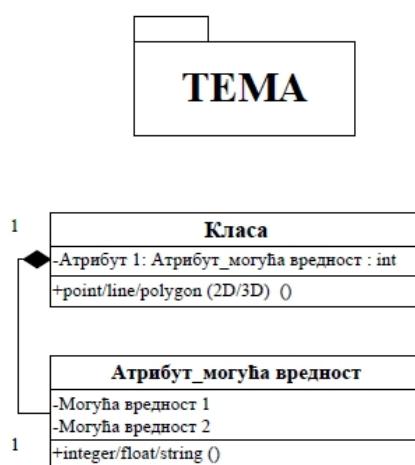 ТЕМА
1
Класа
-Атрибут 1: Атрибут_могућа вредност : int
+point/line/polygon (2D/3D) ()
Атрибут_могућа вредност
-Могућа вредност 1
-Могућа вредност 2
1
+integer/float/string ()